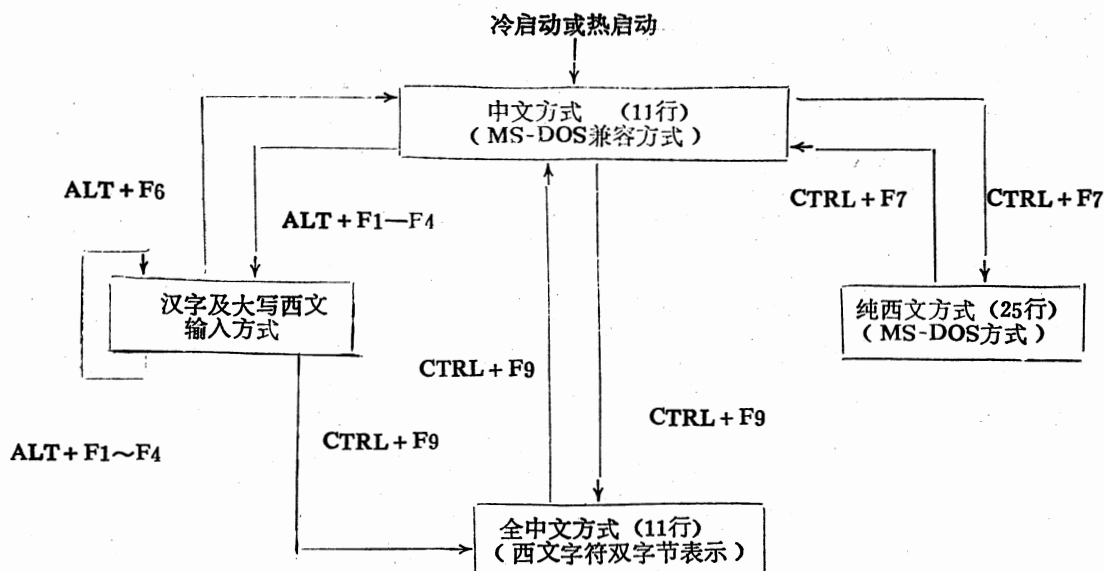 冷启动或热启动
中文方式 (11行)
(MS-DOS兼容方式)
ALT+F6
ALT+F1—F4
CTRL+F7
CTRL+F7
汉字及大写西文
输入方式
纯西文方式(25行)
(MS-DOS方式)
CTRL+F9
CTRL+F9
ALT+F1～F4
CTRL+F9
全中文方式(11行)
(西文字符双字节表示)